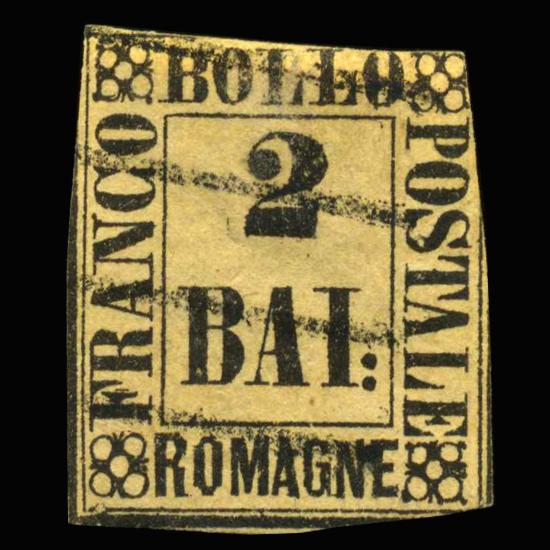 FRANCO
BOLLO
POSTALE
2
BAI:
ROMAGNE